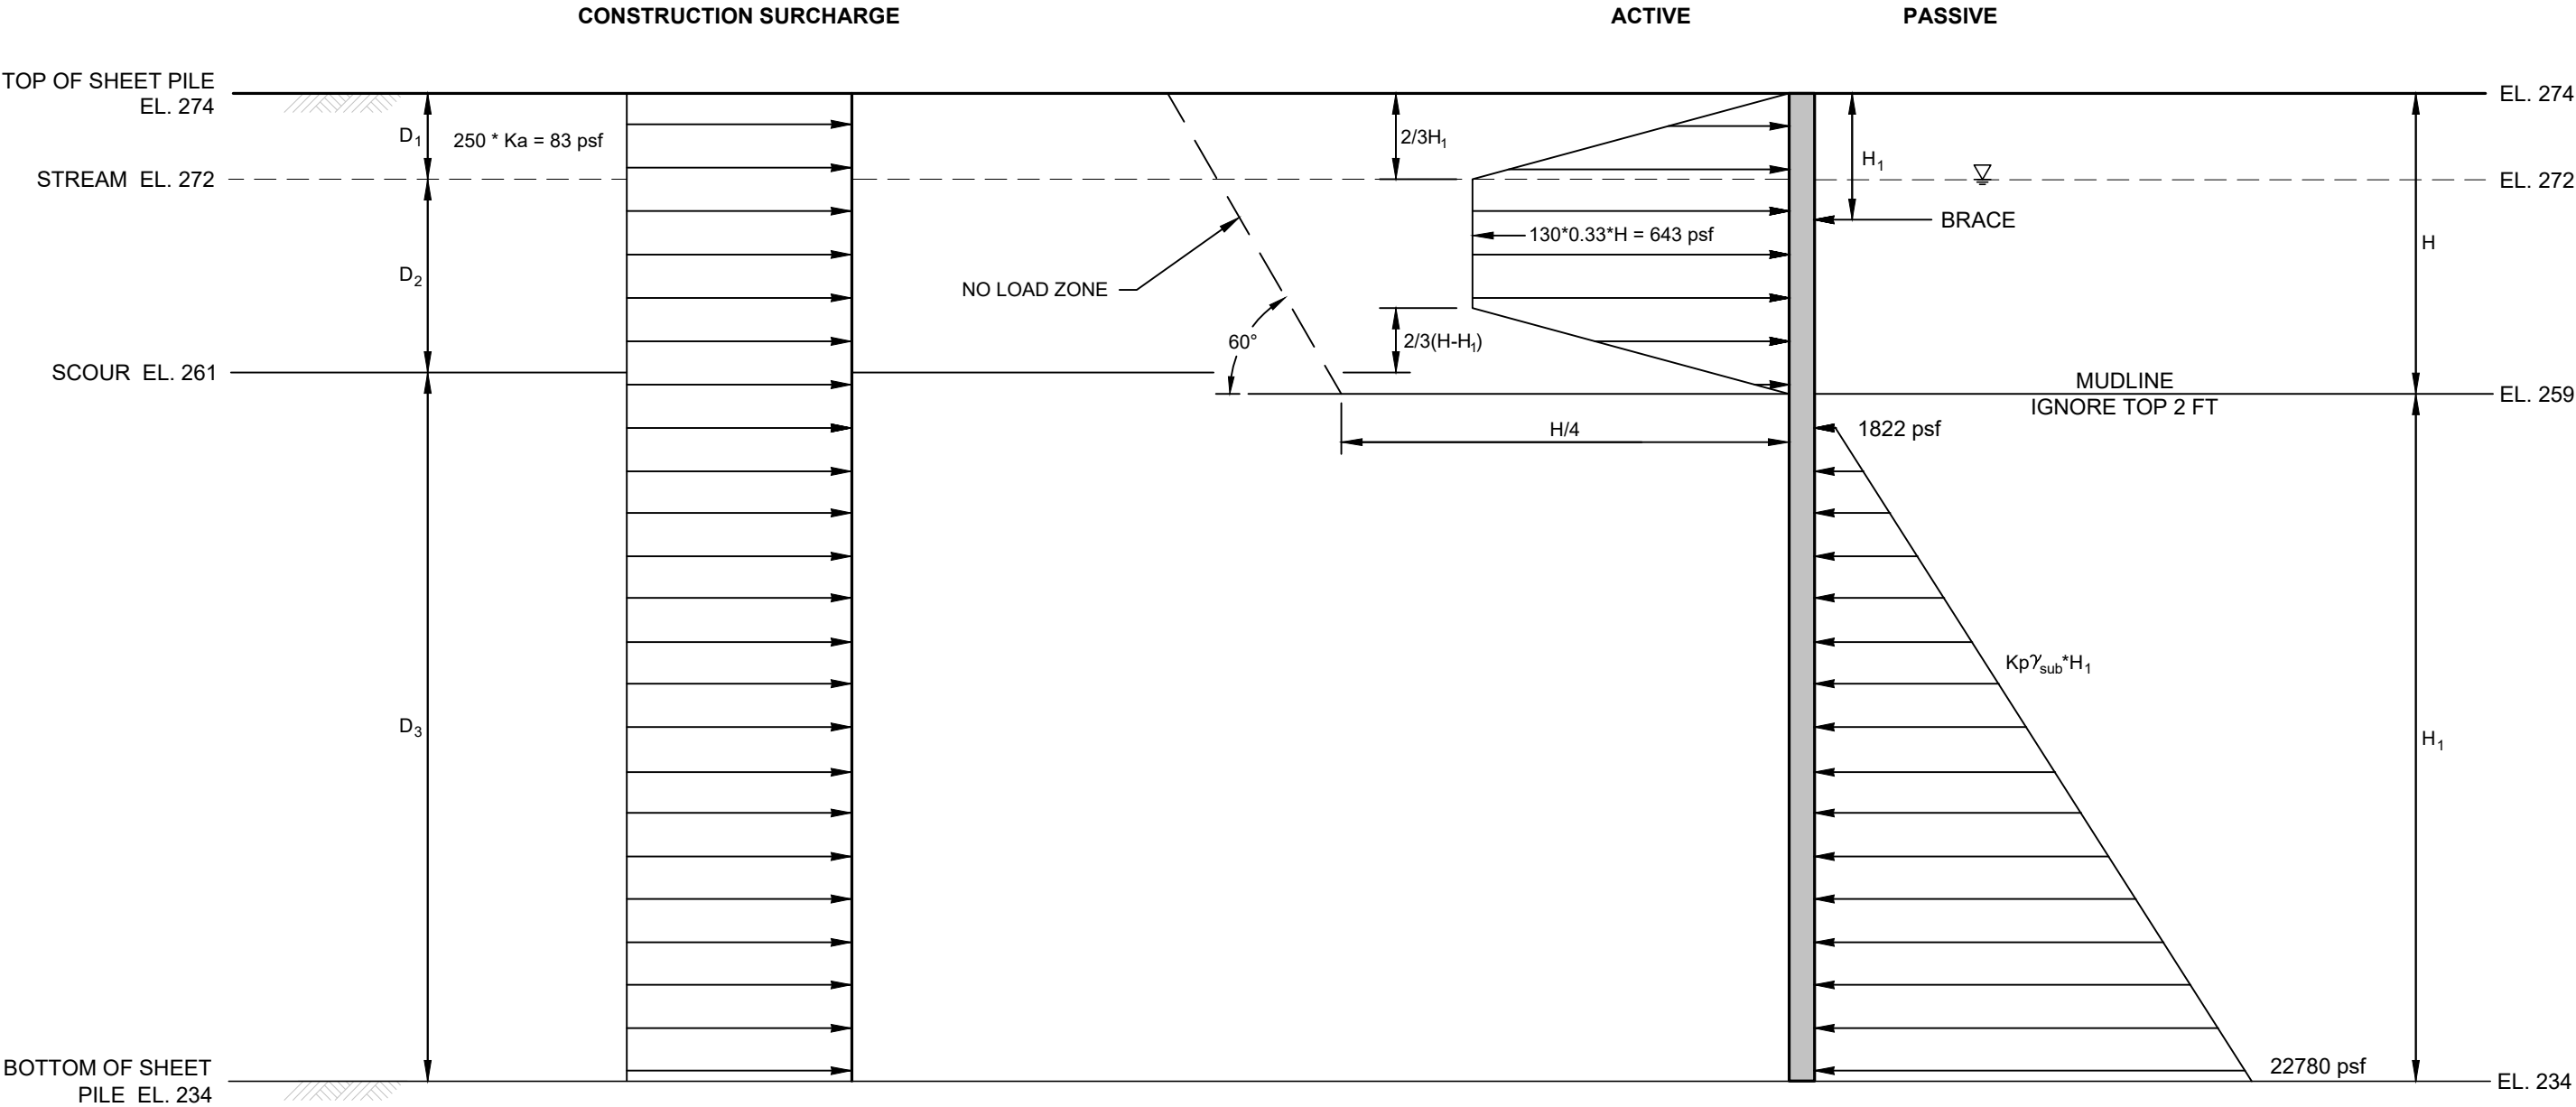 CONSTRUCTION SURCHARGE
ACTIVE
PASSIVE
TOP OF SHEET PILE
EL. 274
EL. 274
D₁
250 * Ka = 83 psf
2/3H₁
H₁
STREAM EL. 272
EL. 272
BRACE
130*0.33*H = 643 psf
H
D₂
NO LOAD ZONE
60°
2/3(H-H₁)
SCOUR EL. 261
MUDLINE
EL. 259
IGNORE TOP 2 FT
H/4
1822 psf
Kpγsub*H₁
D₃
H₁
BOTTOM OF SHEET
PILE EL. 234
22780 psf
EL. 234